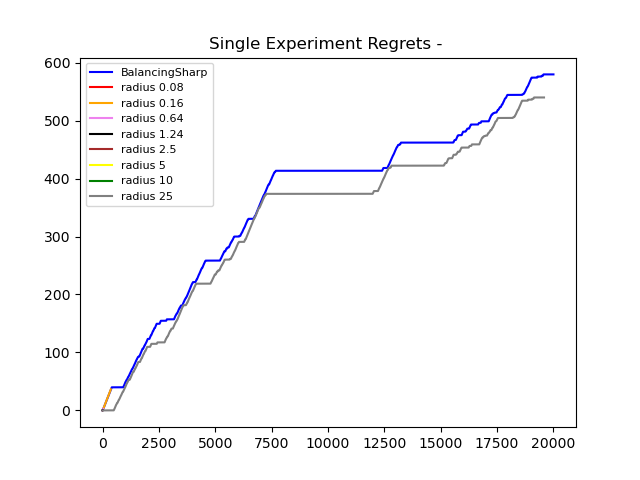 Single Experiment Regrets -
600
500
400
300
200
100
0
BalancingSharp
radius 0.08
radius 0.16
radius 0.64
radius 1.24
radius 2.5
radius 5
radius 10
radius 25
0 2500 5000 7500 10000 12500 15000 17500 20000